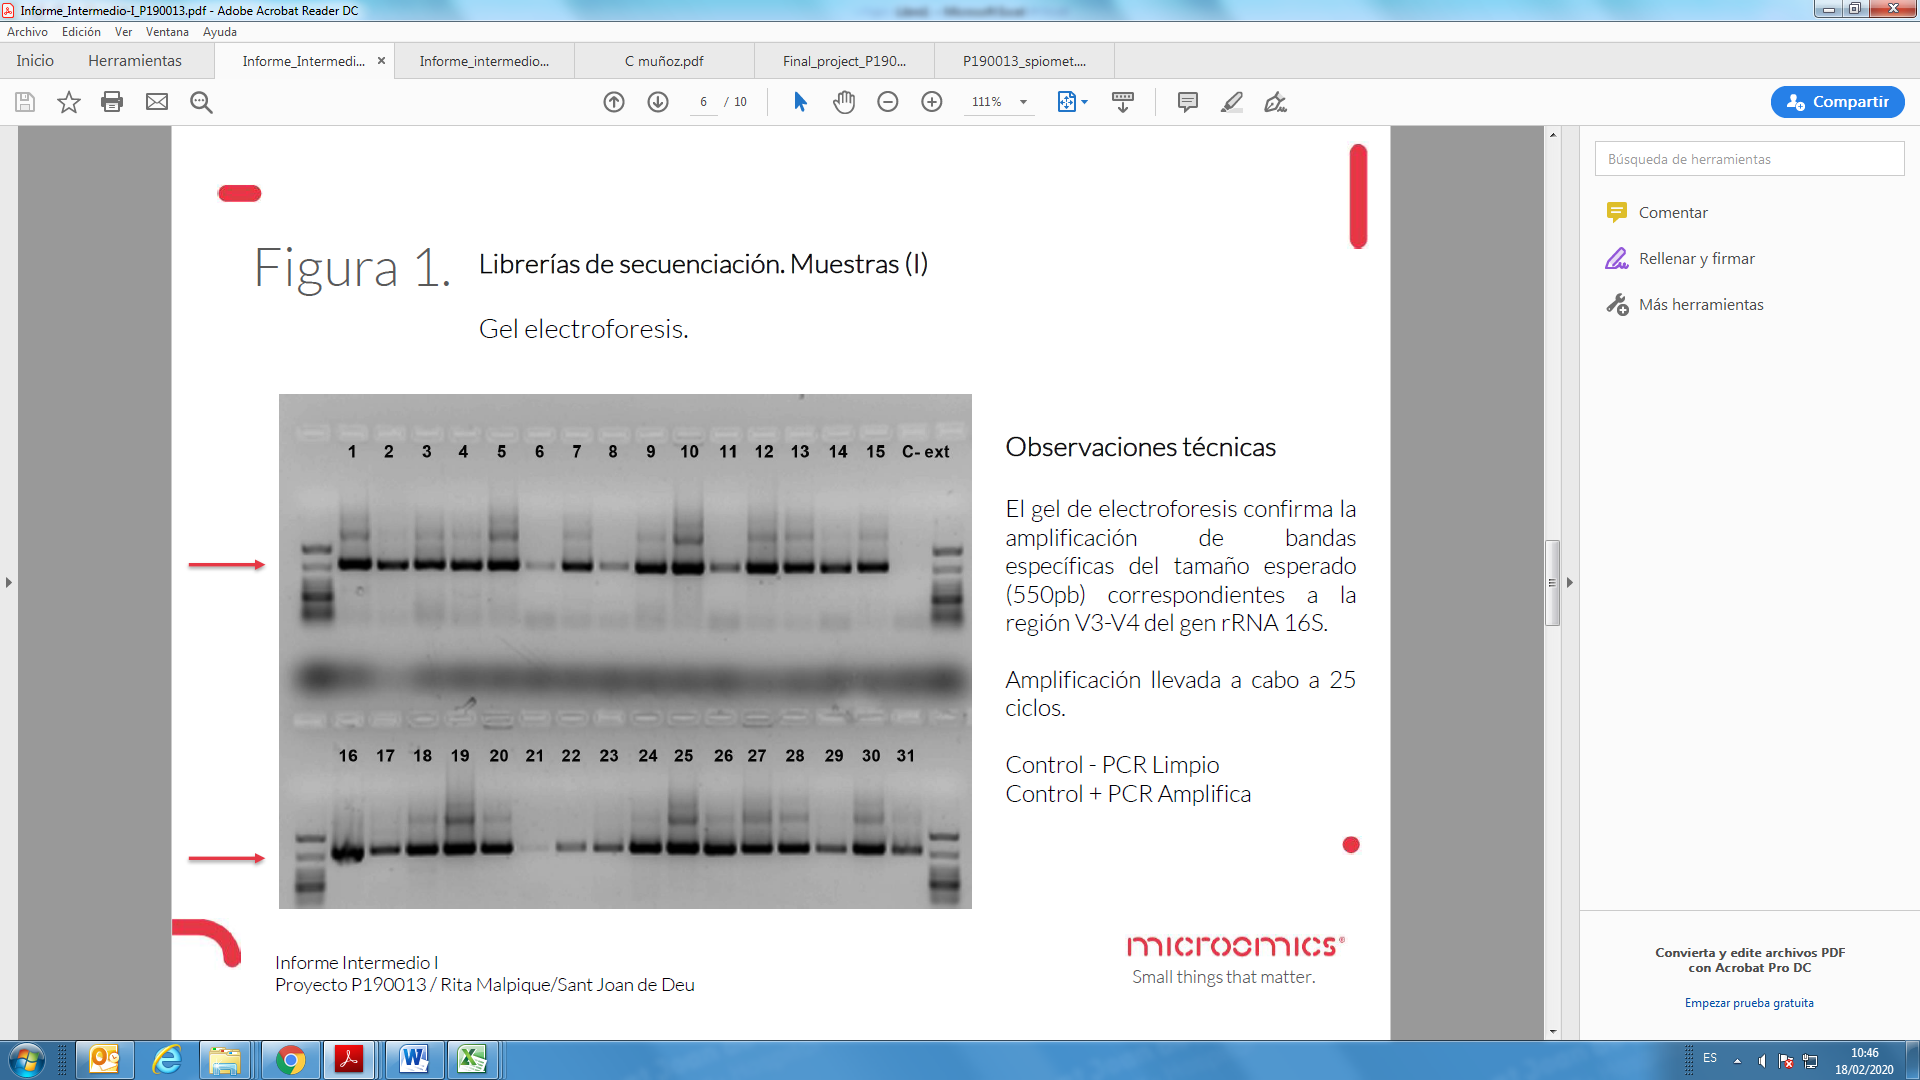 Informe_Intermedio-I_P190013.pdf - Adobe Acrobat Reader DC
Archivo Edición Ver Ventana Ayuda
Inicio Herramientas Informe_Intermedi... Informe_intermedio... C muñoz.pdf Final_project_P190... P190013_spiomet....
6 / 10 111% Compartir
Búsqueda de herramientas
Comentar
Rellenar y firmar
Más herramientas
Figura 1. Librerías de secuenciación. Muestras (I)
Gel electroforesis.
1 2 3 4 5 6 7 8 9 10 11 12 13 14 15 C- ext
16 17 18 19 20 21 22 23 24 25 26 27 28 29 30 31
Observaciones técnicas
El gel de electroforesis confirma la
amplificación de bandas
específicas del tamaño esperado
(550pb) correspondientes a la
región V3-V4 del gen rRNA 16S.
Amplificación llevada a cabo a 25
ciclos.
Control - PCR Limpio
Control + PCR Amplifica
microomics®
Small things that matter.
Informe Intermedio I
Proyecto P190013 / Rita Malpique/Sant Joan de Deu
Convierta y edite archivos PDF
con Acrobat Pro DC
Empezar prueba gratuita
ES
10:46
18/02/2020